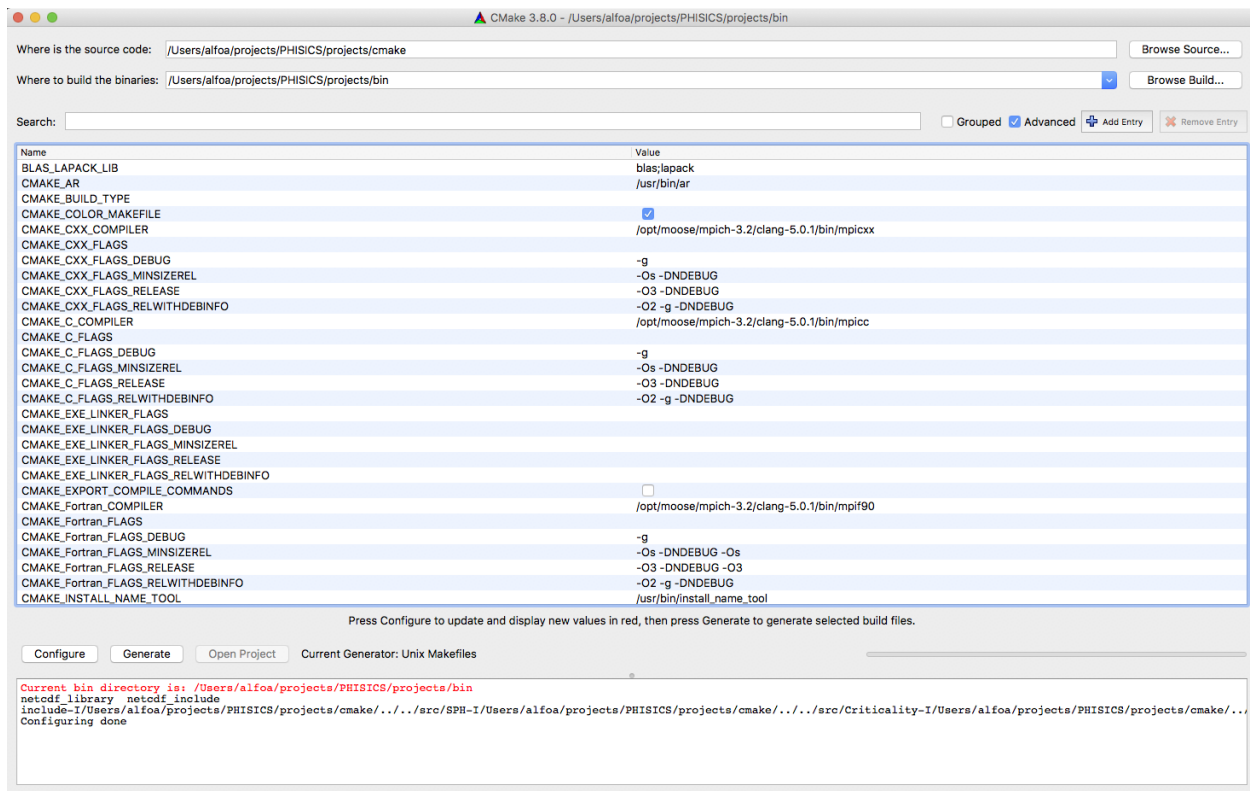 CMake 3.8.0 - /Users/alfoa/projects/PHISICS/projects/bin
Where is the source code: /Users/alfoa/projects/PHISICS/projects/cmake Browse Source...
Where to build the binaries: /Users/alfoa/projects/PHISICS/projects/bin Browse Build...
Search: Grouped Advanced Add Entry Remove Entry
Name Value
BLAS_LAPACK_LIB blas;lapack
CMAKE_AR /usr/bin/ar
CMAKE_BUILD_TYPE
CMAKE_COLOR_MAKEFILE
CMAKE_CXX_COMPILER /opt/moose/mpich-3.2/clang-5.0.1/bin/mpicxx
CMAKE_CXX_FLAGS
CMAKE_CXX_FLAGS_DEBUG -g
CMAKE_CXX_FLAGS_MINSIZEREL -Os -DNDEBUG
CMAKE_CXX_FLAGS_RELEASE -O3 -DNDEBUG
CMAKE_CXX_FLAGS_RELWITHDEBINFO -O2 -g -DNDEBUG
CMAKE_C_COMPILER /opt/moose/mpich-3.2/clang-5.0.1/bin/mpicc
CMAKE_C_FLAGS
CMAKE_C_FLAGS_DEBUG -g
CMAKE_C_FLAGS_MINSIZEREL -Os -DNDEBUG
CMAKE_C_FLAGS_RELEASE -O3 -DNDEBUG
CMAKE_C_FLAGS_RELWITHDEBINFO -O2 -g -DNDEBUG
CMAKE_EXE_LINKER_FLAGS
CMAKE_EXE_LINKER_FLAGS_DEBUG
CMAKE_EXE_LINKER_FLAGS_MINSIZEREL
CMAKE_EXE_LINKER_FLAGS_RELEASE
CMAKE_EXE_LINKER_FLAGS_RELWITHDEBINFO
CMAKE_EXPORT_COMPILE_COMMANDS
CMAKE_Fortran_COMPILER /opt/moose/mpich-3.2/clang-5.0.1/bin/mpif90
CMAKE_Fortran_FLAGS
CMAKE_Fortran_FLAGS_DEBUG -g
CMAKE_Fortran_FLAGS_MINSIZEREL -Os -DNDEBUG -Os
CMAKE_Fortran_FLAGS_RELEASE -O3 -DNDEBUG -O3
CMAKE_Fortran_FLAGS_RELWITHDEBINFO -O2 -g -DNDEBUG
CMAKE_INSTALL_NAME_TOOL /usr/bin/install_name_tool
Press Configure to update and display new values in red, then press Generate to generate selected build files.
Configure Generate Open Project Current Generator: Unix Makefiles
Current bin directory is: /Users/alfoa/projects/PHISICS/projects/bin
netcdf_library netcdf_include
include-I/Users/alfoa/projects/PHISICS/projects/cmake/../../src/SPH-I/Users/alfoa/projects/PHISICS/projects/cmake/../../src/Criticality-I/Users/alfoa/projects/PHISICS/projects/cmake/../
Configuring done